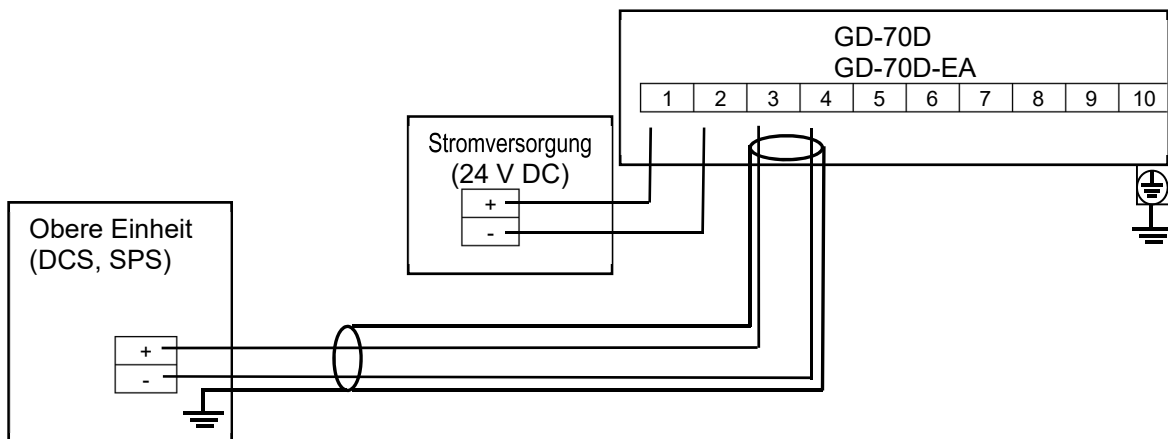 GD-70D
GD-70D-EA
1 2 3 4 5 6 7 8 9 10
Stromversorgung
(24 V DC)
+
-
Obere Einheit
(DCS, SPS)
+
-